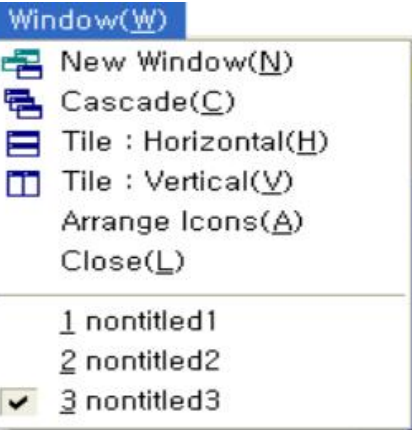 Window(W)
New Window(N)
Cascade(C)
Tile : Horizontal(H)
Tile : Vertical(V)
Arrange Icons(A)
Close(L)
1 nontitled1
2 nontitled2
3 nontitled3